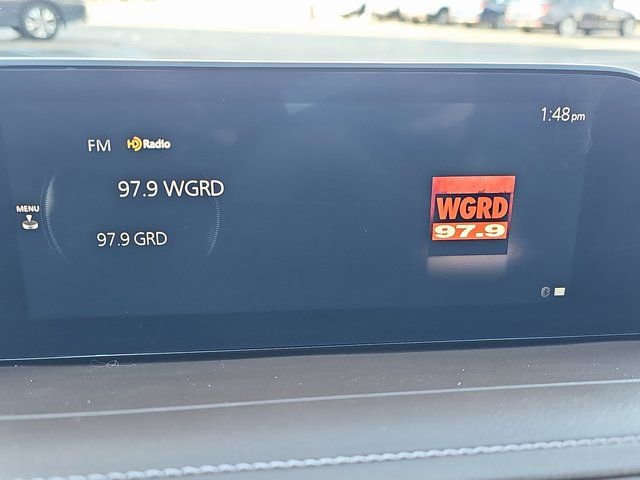 1:48pm
FM HD Radio
97.9 WGRD
MENU
97.9 GRD
WGRD
97.9